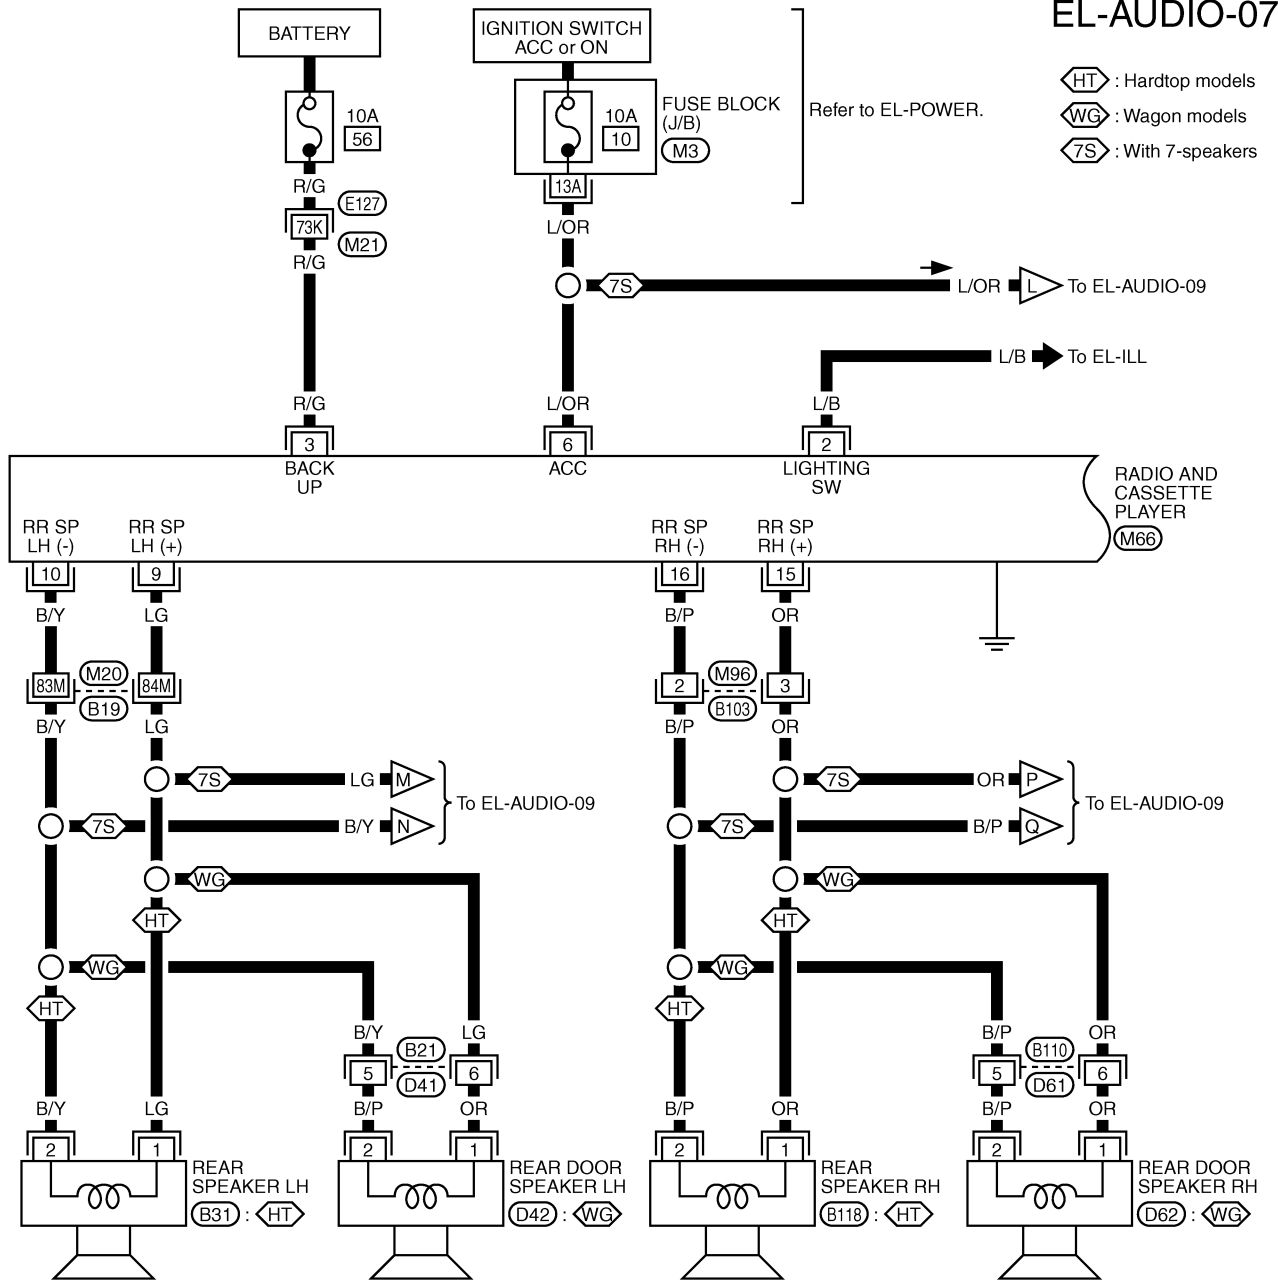 EL-AUDIO-07
BATTERY
IGNITION SWITCH
ACC or ON
HT : Hardtop models
WG : Wagon models
7S : With 7-speakers
10A
56
10A
10
FUSE BLOCK
(J/B)
M3
Refer to EL-POWER.
R/G
13A
E127
73K
M21
L/OR
R/G
7S
L/OR
L
To EL-AUDIO-09
L/B
To EL-ILL
R/G
L/OR
L/B
3
6
2
BACK
UP
ACC
LIGHTING
SW
RADIO AND
CASSETTE
PLAYER
M66
RR SP
LH (-)
RR SP
LH (+)
RR SP
RH (-)
RR SP
RH (+)
10
9
16
15
B/Y
LG
B/P
OR
83M
M20
B19
84M
2
M96
B103
3
B/Y
LG
B/P
OR
7S
LG
M
7S
OR
P
To EL-AUDIO-09
To EL-AUDIO-09
7S
B/Y
N
7S
B/P
Q
WG
WG
HT
HT
WG
WG
HT
HT
B/Y
LG
B/P
OR
5
B21
D41
6
5
B110
D61
6
B/Y
LG
B/P
OR
B/P
OR
B/P
OR
2
1
2
1
2
1
2
1
REAR
SPEAKER LH
B31 : HT
REAR DOOR
SPEAKER LH
D42 : WG
REAR
SPEAKER RH
B118 : HT
REAR DOOR
SPEAKER RH
D62 : WG